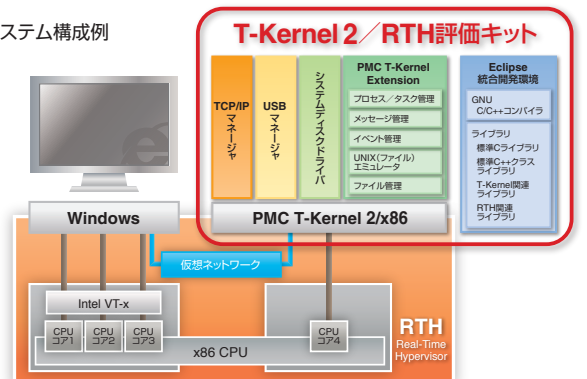 ステム構成例
T-Kernel 2／RTH評価キット
TCP/IP
マネージャ
USB
マネージャ
システムディスクドライバ
PMC T-Kernel
Extension
プロセス／タスク管理
メッセージ管理
イベント管理
UNIX(ファイル)
エミュレータ
ファイル管理
Eclipse
統合開発環境
GNU
C/C++コンパイラ
ライブラリ
標準Cライブラリ
標準C++クラス
ライブラリ
T-Kernel関連
ライブラリ
RTH関連
ライブラリ
Windows
PMC T-Kernel 2/x86
仮想ネットワーク
Intel VT-x
CPU
コア1
CPU
コア2
CPU
コア3
CPU
コア4
x86 CPU
RTH
Real-Time
Hypervisor